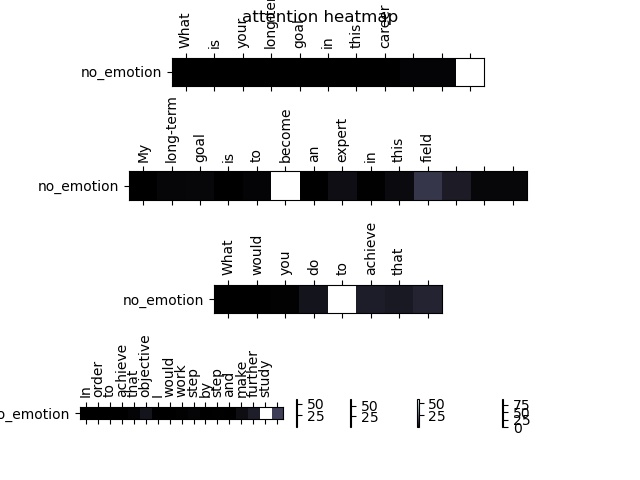 attention heatmap
What is your long-term goal in this career
no_emotion
My long-term goal is to become an expert in this field
no_emotion
What would you do to achieve that
no_emotion
In order to achieve that objective I would work step by step and make further study
no_emotion
50 50 50 75
25 25 25 50
25
0